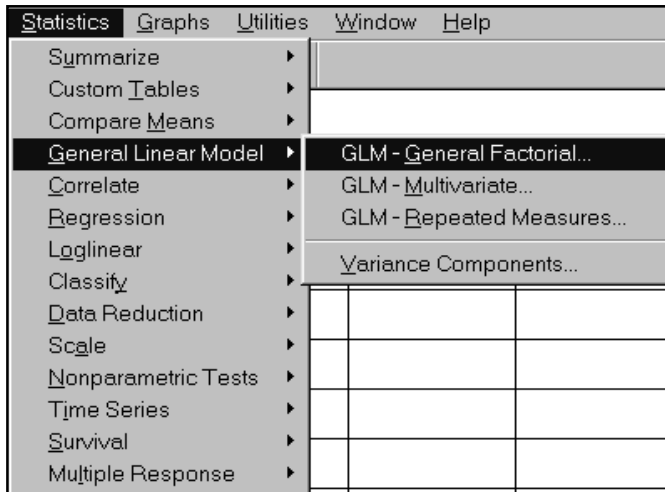 Statistics Graphs Utilities Window Help
Summarize
Custom Tables
Compare Means
General Linear Model
GLM - General Factorial...
GLM - Multivariate...
GLM - Repeated Measures...
Variance Components...
Correlate
Regression
Loglinear
Classify
Data Reduction
Scale
Nonparametric Tests
Time Series
Survival
Multiple Response